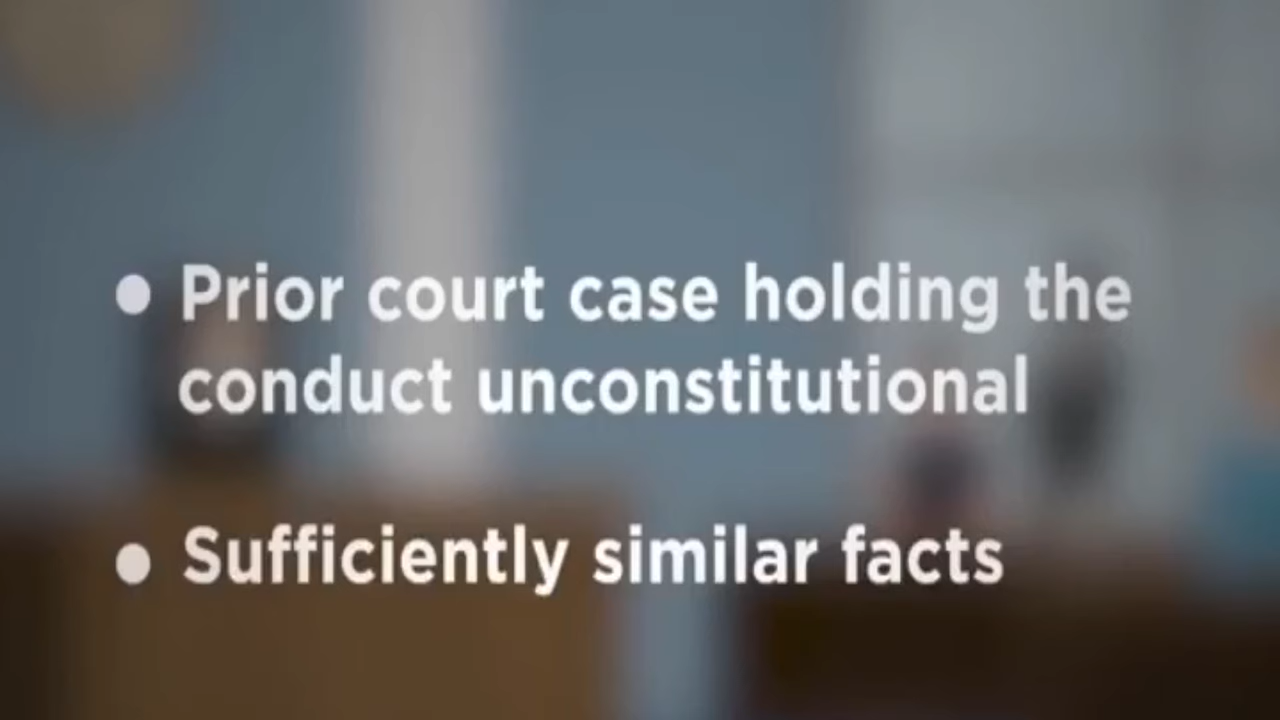 • Prior court case holding the
conduct unconstitutional
• Sufficiently similar facts